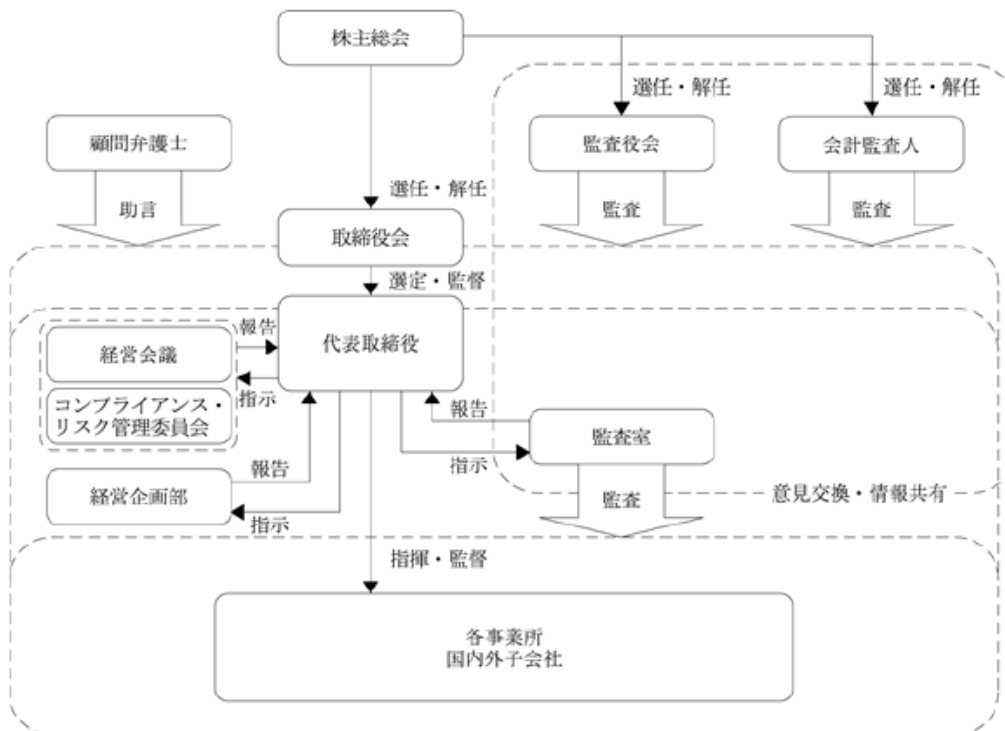 株主総会
選任・解任
選任・解任
顧問弁護士
監査役会
会計監査人
選任・解任
助言
監査
監査
取締役会
選定・監督
代表取締役
報告
経営会議
指示
コンプライアンス・
リスク管理委員会
報告
監査室
報告
指示
経営企画部
監査
意見交換・情報共有
指示
指揮・監督
各事業所
国内外子会社